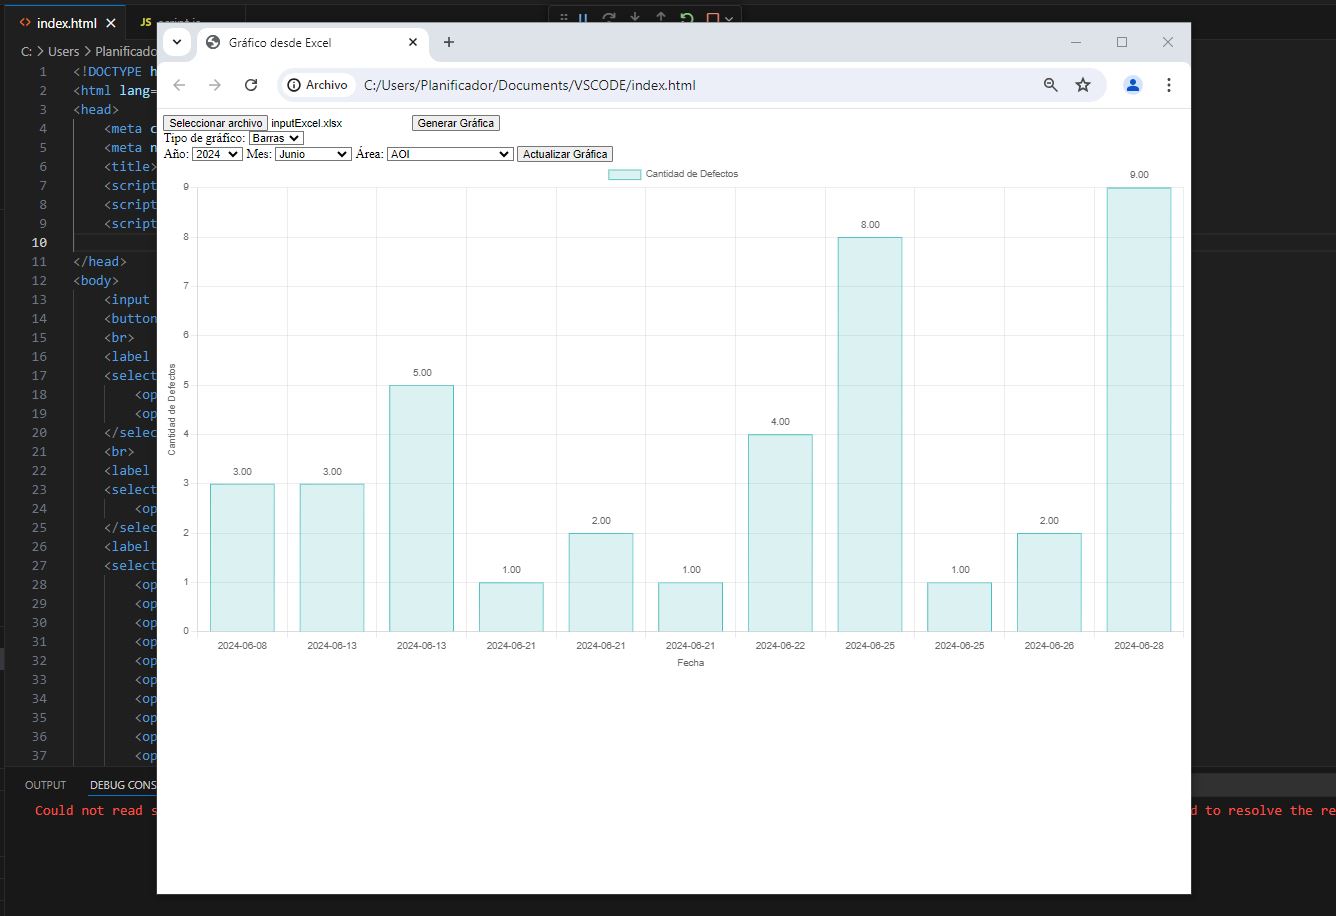 index.html
JS
C: > Users > Planificado
Gráfico desde Excel
Archivo
C:/Users/Planificador/Documents/VSCODE/index.html
1 <!DOCTYPE h
2 <html lang=
3 <head>
4 <meta c
5 <meta n
6 <title>
7 <script
8 <script
9 <script
10
11 </head>
12 <body>
13 <input
14 <button
15 <br>
16 <label
17 <select
18 <op
19 <op
20 </selec
21 <br>
22 <label
23 <select
24 <op
25 </selec
26 <label
27 <select
28 <op
29 <op
30 <op
31 <op
32 <op
33 <op
34 <op
35 <op
36 <op
37 <op
Seleccionar archivo inputExcel.xlsx Generar Gráfica
Tipo de gráfico: Barras
Año: 2024 Mes: Junio Área: AOI Actualizar Gráfica
Cantidad de Defectos
Cantidad de Defectos
9
8
7
6
5
4
3
2
1
0
3.00 3.00 5.00 1.00 2.00 1.00 4.00 8.00 1.00 2.00 9.00
2024-06-08 2024-06-13 2024-06-13 2024-06-21 2024-06-21 2024-06-21 2024-06-22 2024-06-25 2024-06-25 2024-06-26 2024-06-28
Fecha
OUTPUT DEBUG CONS
Could not read s
d to resolve the re